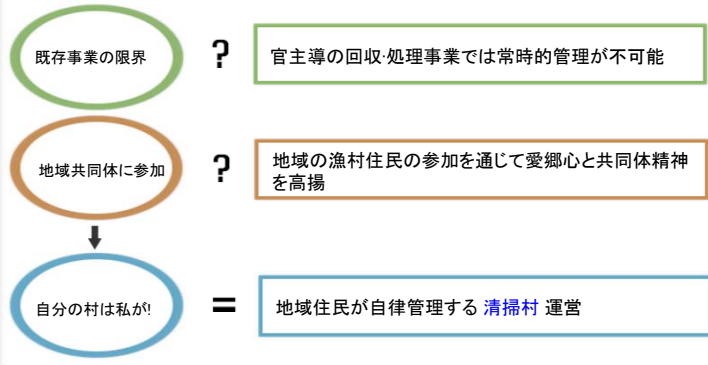 既存事業の限界
?
官主導の回収·処理事業では常時的管理が不可能
地域共同体に参加
?
地域の漁村住民の参加を通じて愛郷心と共同体精神
を高揚
自分の村は私が!
=
地域住民が自律管理する 清掃村 運営